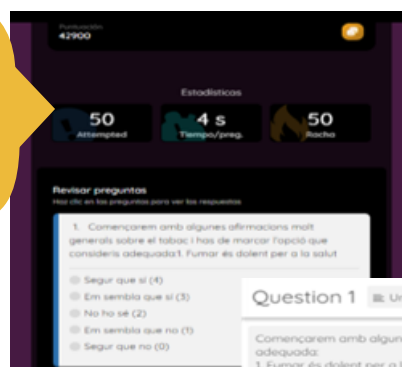 Puntuación
42900
Estadísticas
50
Attempted
4 s
Tiempo/preg.
50
Racha
Revisar preguntas
Haz clic en las preguntas para ver las respuestas
1. Començarem amb algunes afirmacions molt
generals sobre el tabac i has de marcar l'opció que
consideris adequada:1. Fumar és dolent per a la salut
Segur que sí (4)
Em sembla que sí (3)
No ho sé (2)
Em sembla que no (1)
Segur que no (0)
Question 1
Començarem amb algun
adequada:
1. Fumar és dolent per a la